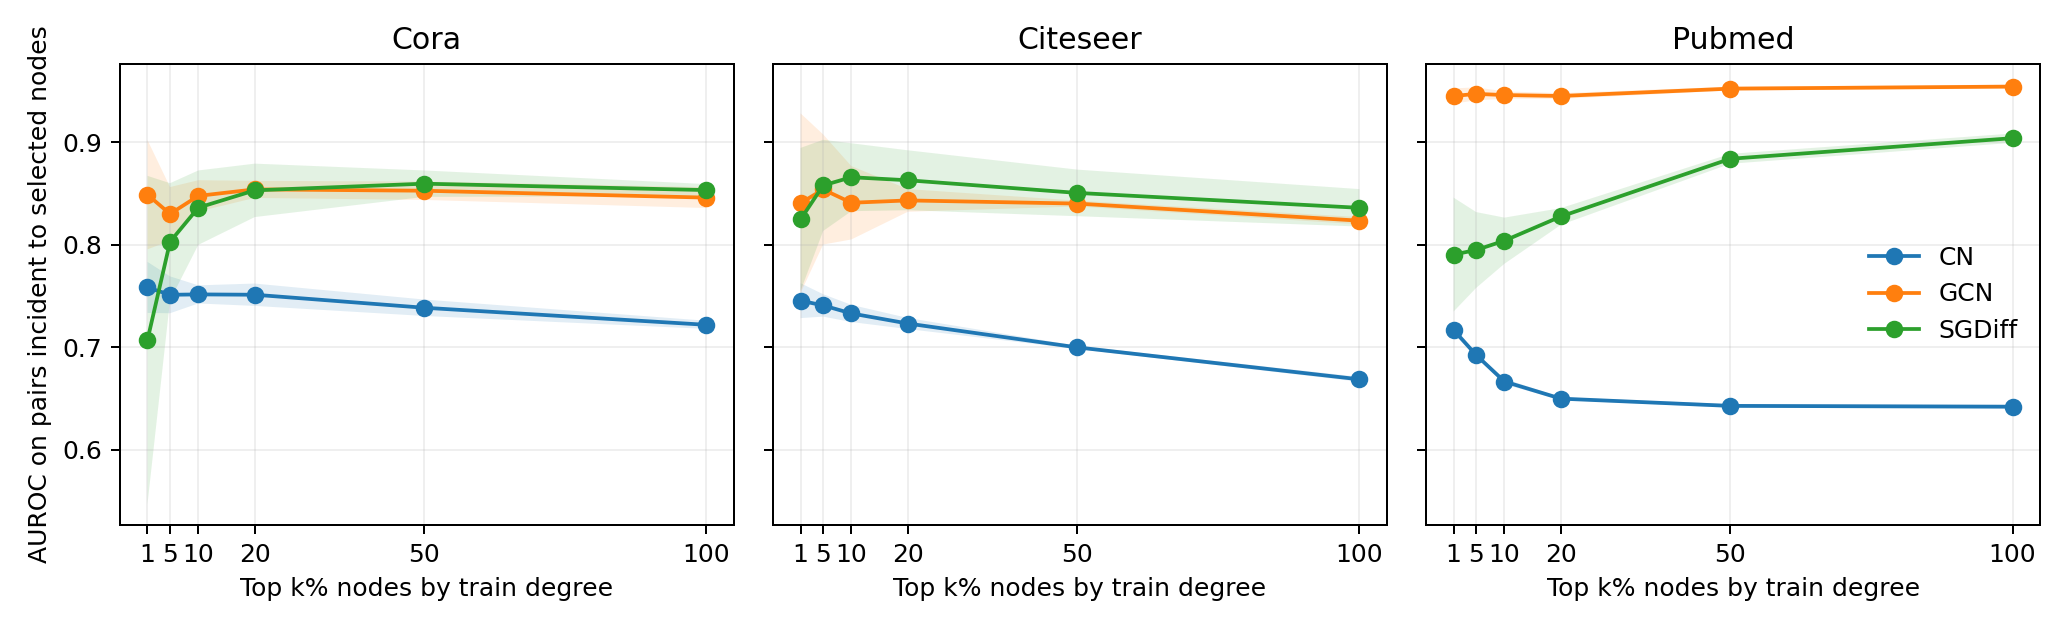 Cora
Citeseer
Pubmed
AUROC on pairs incident to selected nodes
0.9
0.8
0.7
0.6
1 5 10 20 50 100
1 5 10 20 50 100
1 5 10 20 50 100
Top k% nodes by train degree
Top k% nodes by train degree
Top k% nodes by train degree
CN
GCN
SGDiff